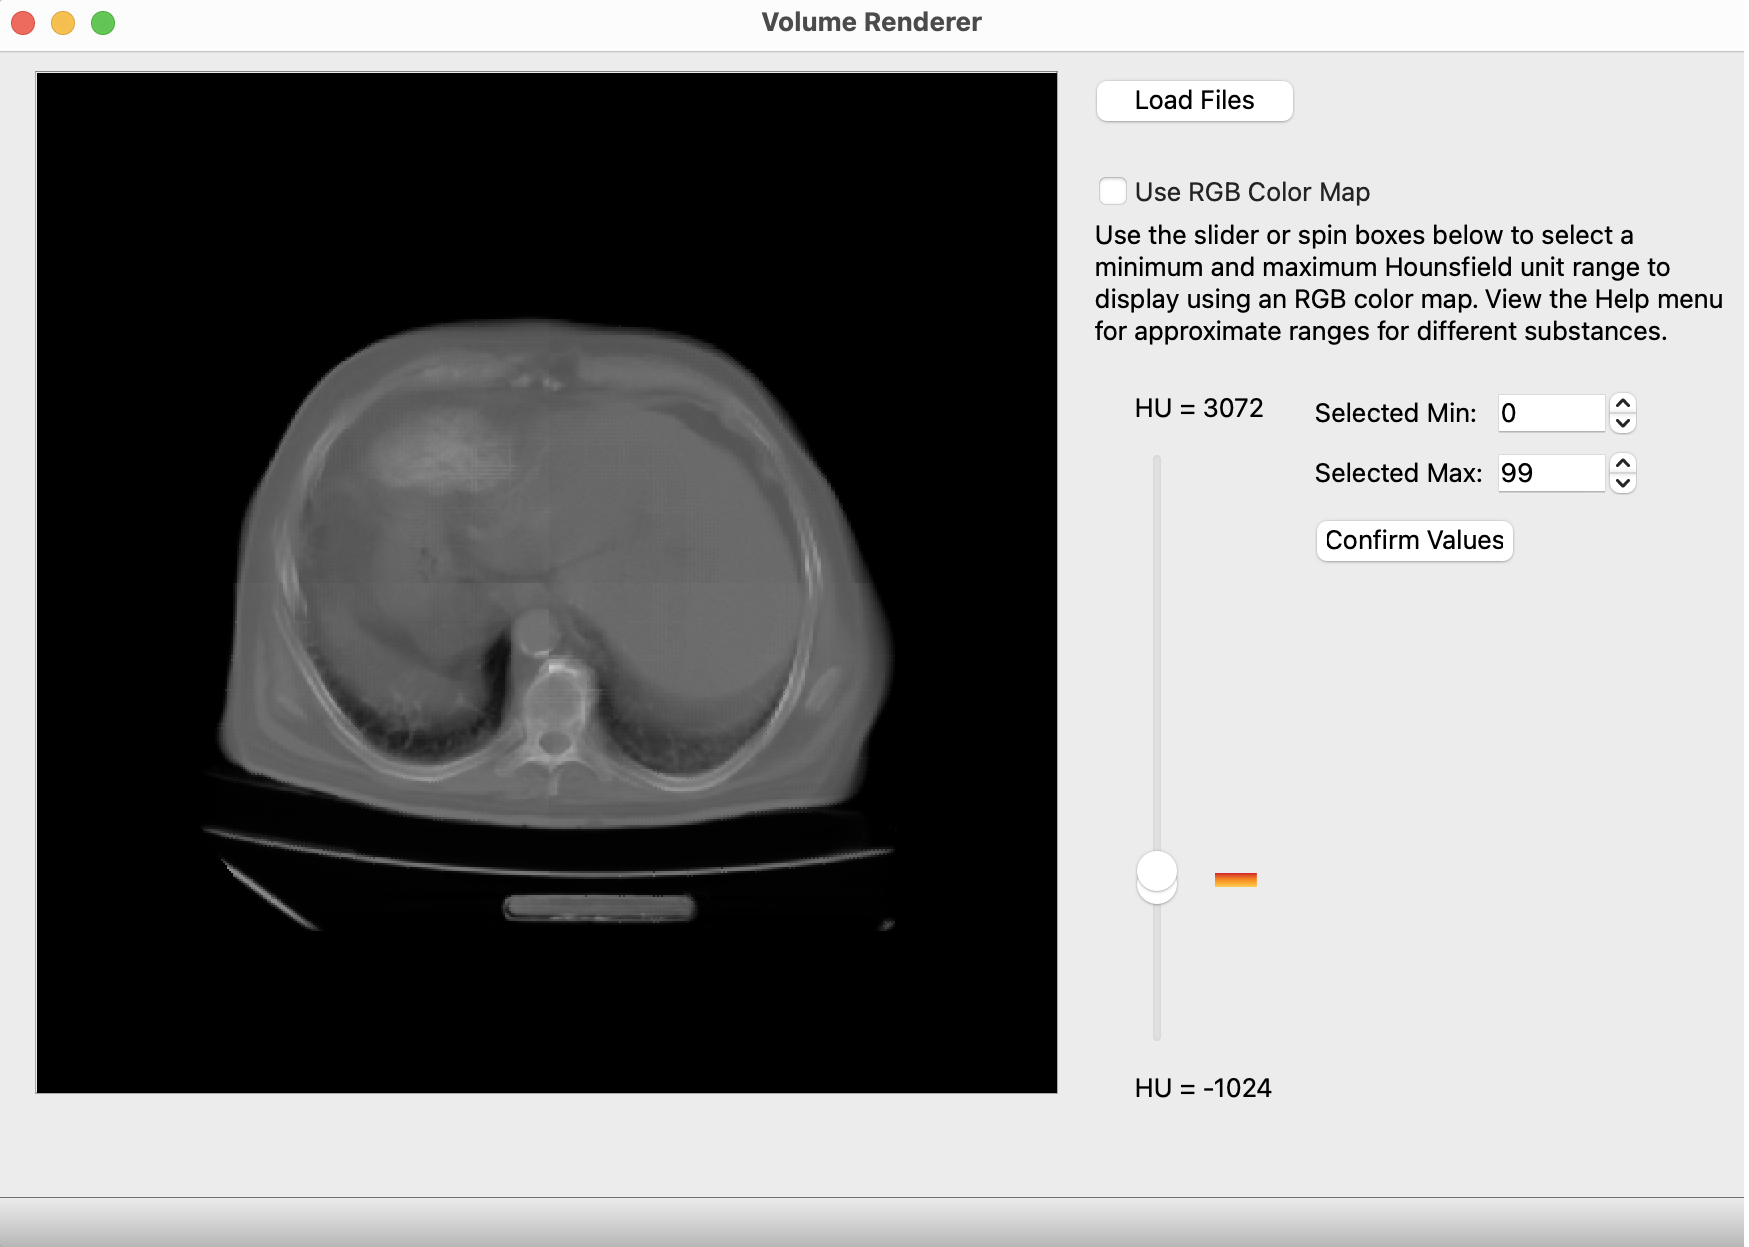 Volume Renderer
Load Files
Use RGB Color Map
Use the slider or spin boxes below to select a
minimum and maximum Hounsfield unit range to
display using an RGB color map. View the Help menu
for approximate ranges for different substances.
HU = 3072
Selected Min: 0
Selected Max: 99
Confirm Values
HU = -1024